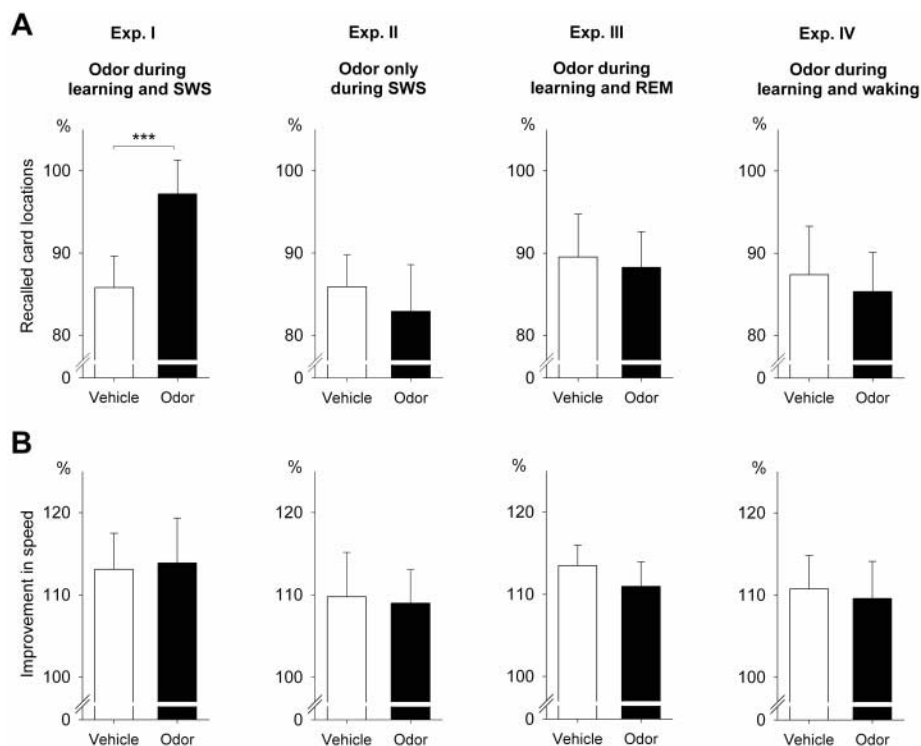 A
Exp. I
Exp. II
Exp. III
Exp. IV
Odor during
learning and SWS
Odor only
during SWS
Odor during
learning and REM
Odor during
learning and waking
Recalled card locations
%
***
100
90
80
0
Vehicle Odor
%
100
90
80
0
Vehicle Odor
%
100
90
80
0
Vehicle Odor
%
100
90
80
0
Vehicle Odor
B
Improvement in speed
%
120
110
100
0
Vehicle Odor
%
120
110
100
0
Vehicle Odor
%
120
110
100
0
Vehicle Odor
%
120
110
100
0
Vehicle Odor